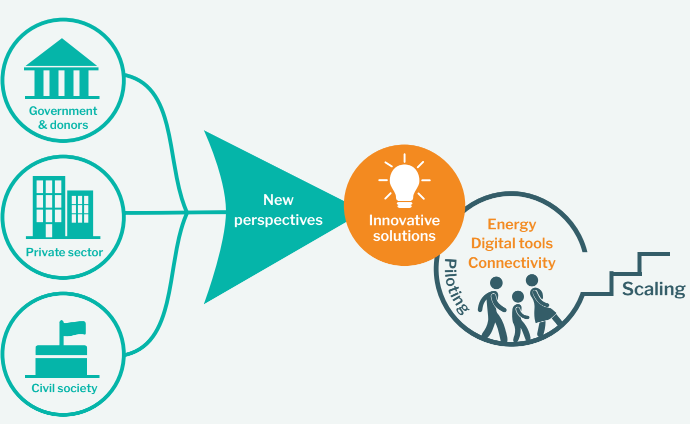 Government
& donors
Private sector
Civil society
New
perspectives
Innovative
solutions
Energy
Digital tools
Connectivity
Piloting
Scaling